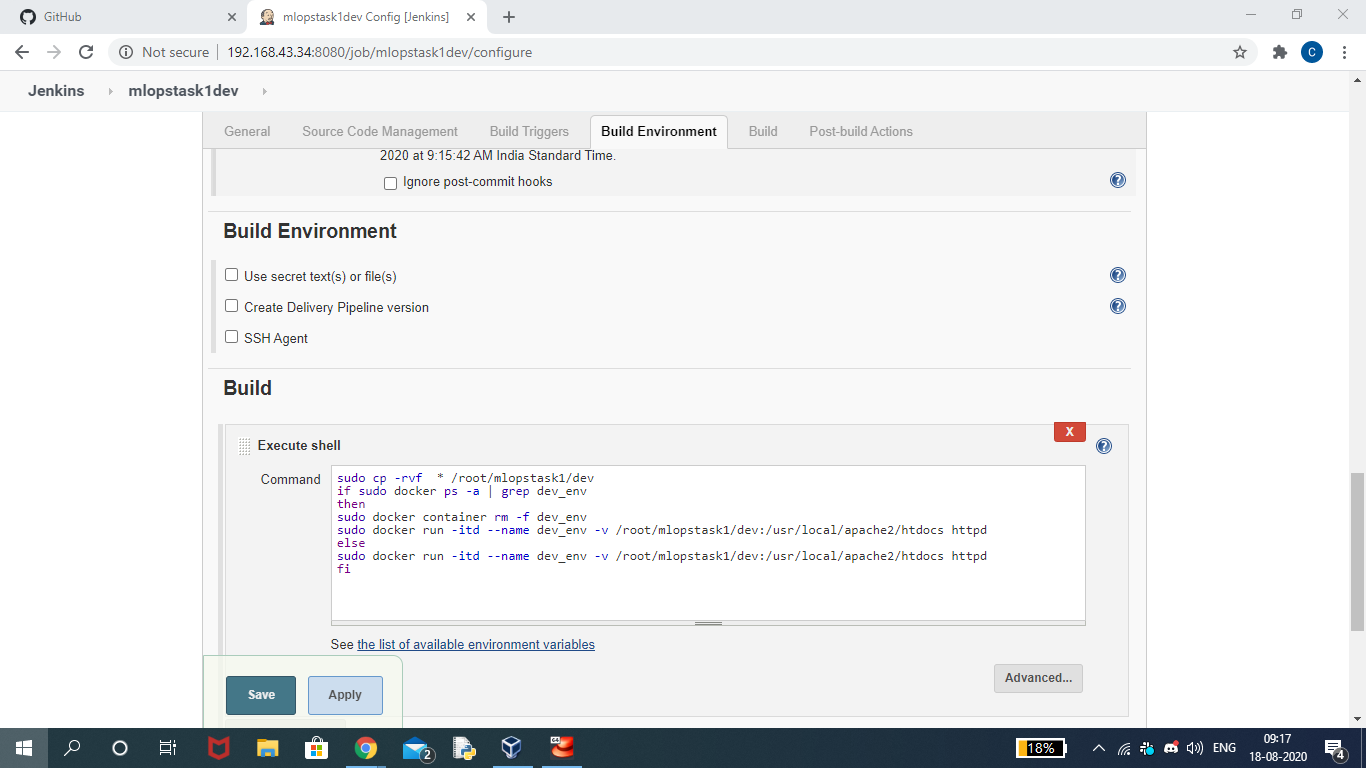 GitHub
mlopstask1dev Config [Jenkins]
Not secure
192.168.43.34:8080/job/mlopstask1dev/configure
C
Jenkins
mlopstask1dev
General
Source Code Management
Build Triggers
Build Environment
Build
Post-build Actions
2020 at 9:15:42 AM India Standard Time.
Ignore post-commit hooks
?
Build Environment
Use secret text(s) or file(s)
?
Create Delivery Pipeline version
?
SSH Agent
Build
X
Execute shell
?
Command
sudo cp -rvf  * /root/mlopstask1/dev
if sudo docker ps -a | grep dev_env
then
sudo docker container rm -f dev_env
sudo docker run -itd --name dev_env -v /root/mlopstask1/dev:/usr/local/apache2/htdocs httpd
else
sudo docker run -itd --name dev_env -v /root/mlopstask1/dev:/usr/local/apache2/htdocs httpd
fi
See the list of available environment variables
Advanced...
Save
Apply
2
64
18%
ENG
09:17
18-08-2020
4